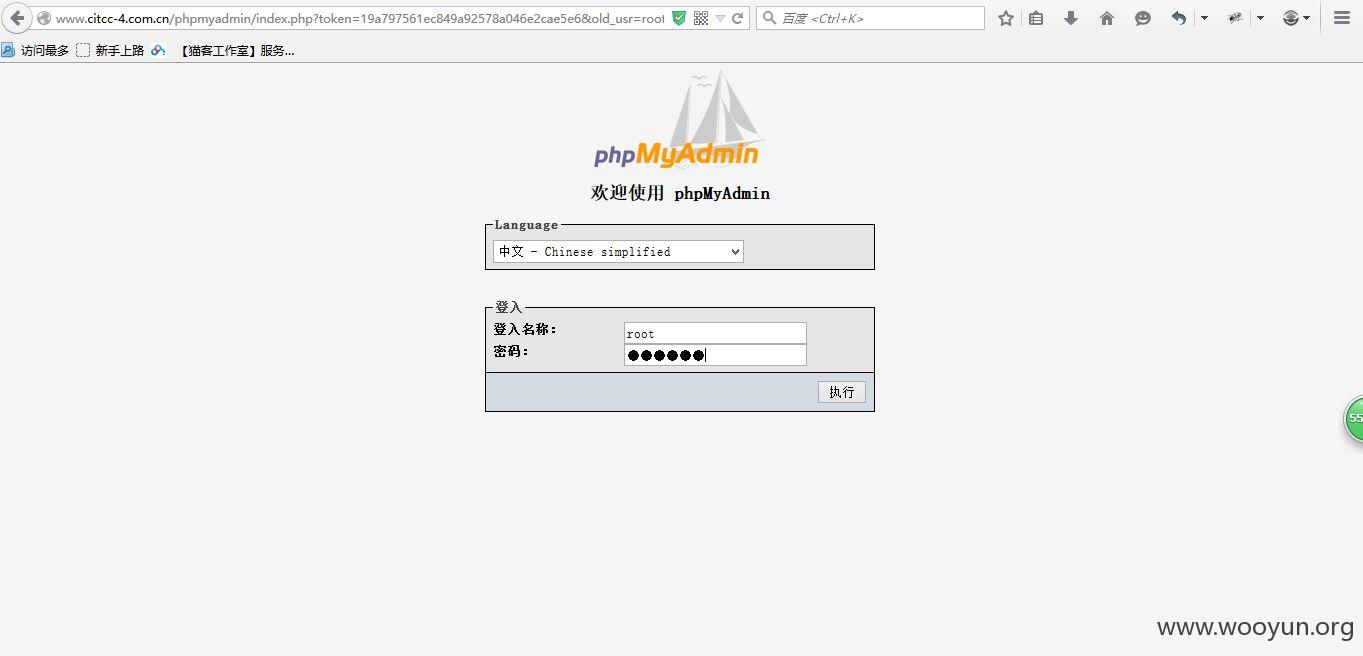 www.citcc-4.com.cn/phpmyadmin/index.php?token=19a797561ec849a92578a046e2cae5e6&old_usr=root
百度 <Ctrl+K>
访问最多 新手上路 【猫客工作室】服务...
phpMyAdmin
欢迎使用 phpMyAdmin
Language
中文 - Chinese simplified
登入
登入名称：
root
密码：
●●●●●●
执行
55
www.wooyun.org